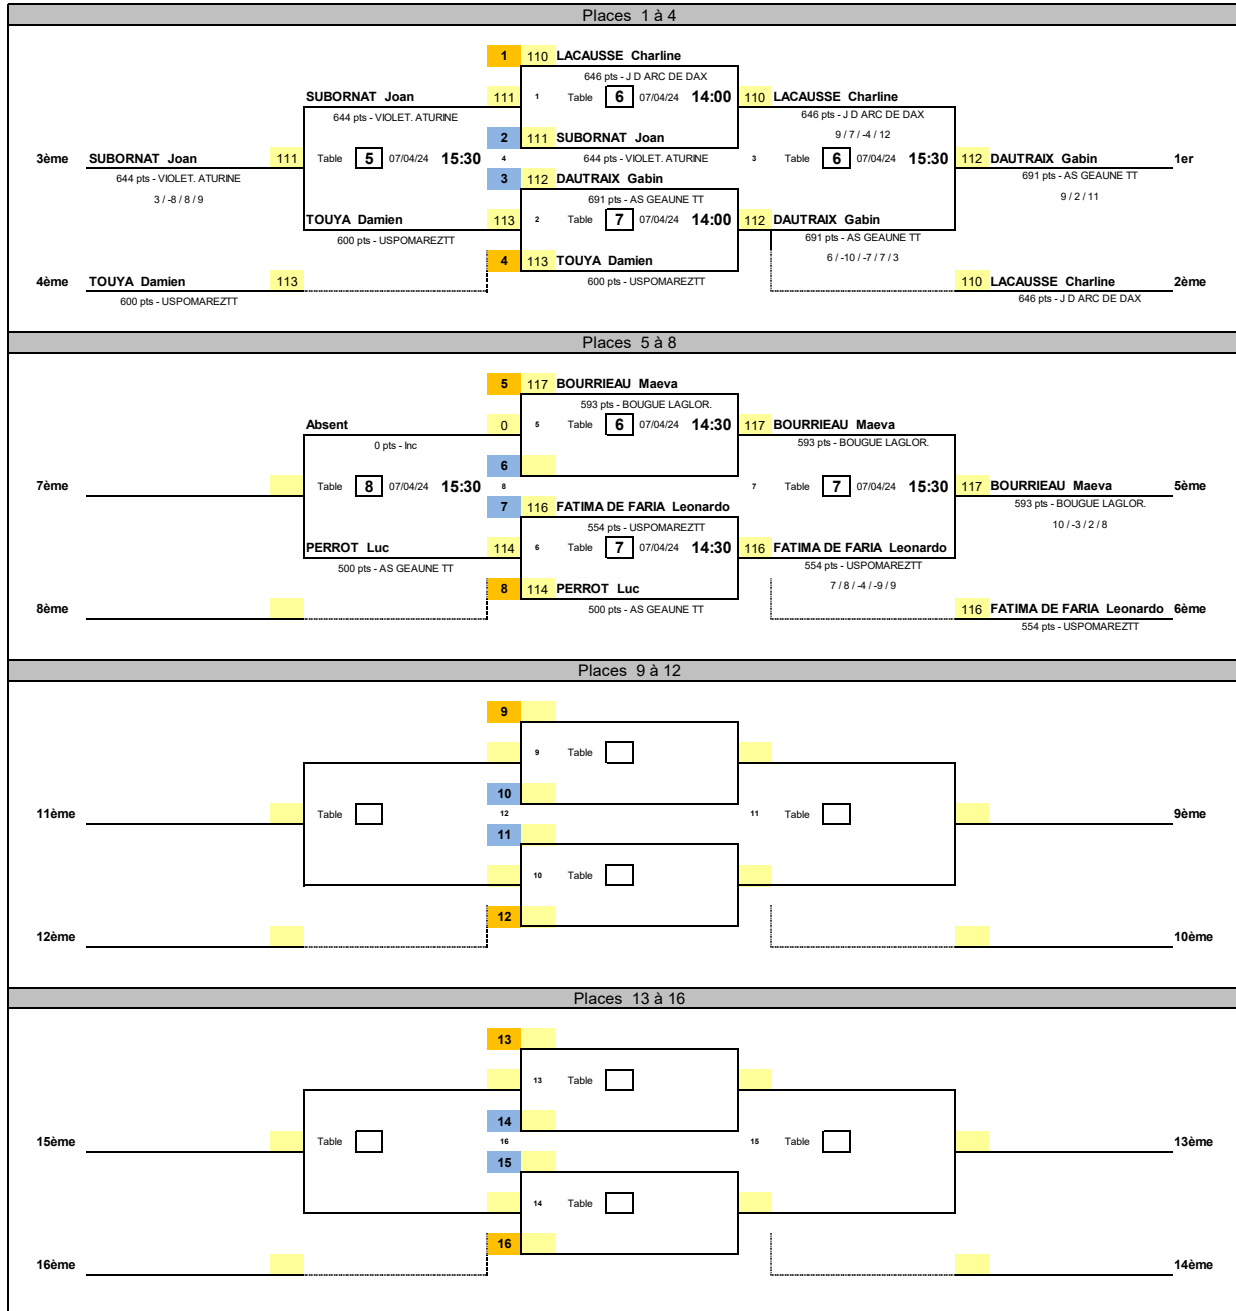 Places 1 à 4
1 110 LACAUSSE Charline
646 pts - J D ARC DE DAX
SUBORNAT Joan 111 1 Table 6 07/04/24 14:00 110 LACAUSSE Charline
644 pts - VIOLET. ATURINE 646 pts - J D ARC DE DAX
2 111 SUBORNAT Joan 9 / 7 / -4 / 12
3ème SUBORNAT Joan 111 Table 5 07/04/24 15:30 4 644 pts - VIOLET. ATURINE 3 Table 6 07/04/24 15:30 112 DAUTRAIX Gabin 1er
644 pts - VIOLET. ATURINE 3 112 DAUTRAIX Gabin 691 pts - AS GEAUNE TT
3 / -8 / 8 / 9 691 pts - AS GEAUNE TT 9 / 2 / 11
TOUYA Damien 113 2 Table 7 07/04/24 14:00 112 DAUTRAIX Gabin
600 pts - USPOMAREZTT 691 pts - AS GEAUNE TT
4 113 TOUYA Damien 6 / -10 / -7 / 7 / 3
4ème TOUYA Damien 113 600 pts - USPOMAREZTT 110 LACAUSSE Charline 2ème
600 pts - USPOMAREZTT 646 pts - J D ARC DE DAX
Places 5 à 8
5 117 BOURRIEAU Maeva
593 pts - BOUGUE LAGLOR.
Absent 0 5 Table 6 07/04/24 14:30 117 BOURRIEAU Maeva
0 pts - Inc 593 pts - BOUGUE LAGLOR.
6
7ème Table 8 07/04/24 15:30 8 7 Table 7 07/04/24 15:30 117 BOURRIEAU Maeva 5ème
7 116 FATIMA DE FARIA Leonardo 593 pts - BOUGUE LAGLOR.
554 pts - USPOMAREZTT 10 / -3 / 2 / 8
PERROT Luc 114 6 Table 7 07/04/24 14:30 116 FATIMA DE FARIA Leonardo
500 pts - AS GEAUNE TT 554 pts - USPOMAREZTT
8 114 PERROT Luc 7 / 8 / -4 / -9 / 9
8ème 500 pts - AS GEAUNE TT 116 FATIMA DE FARIA Leonardo 6ème
554 pts - USPOMAREZTT
Places 9 à 12
9
9 Table
10
11ème Table 12 11 Table 9ème
11
10 Table
12
12ème 10ème
Places 13 à 16
13
13 Table
14
15ème Table 16 15 Table 13ème
15
14 Table
16
16ème 14ème